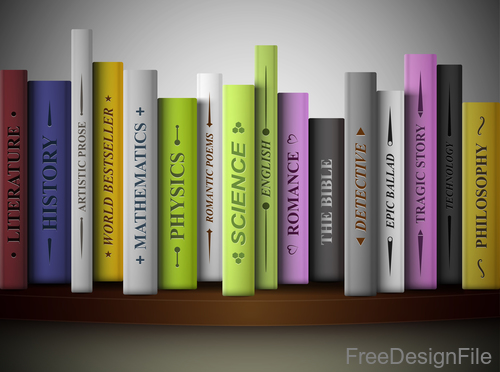 LITERATURE
HISTORY
ARTISTIC PROSE
WORLD BESTSELLER
MATHEMATICS
PHYSICS
ROMANTIC POEMS
SCIENCE
ENGLISH
ROMANCE
THE BIBLE
DETECTIVE
EPIC BALLAD
TRAGIC STORY
TECHNOLOGY
PHILOSOPHY
FreeDesignFile